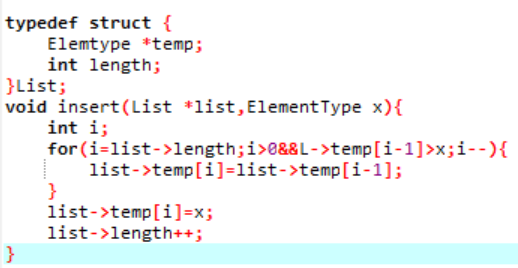 typedef struct {
    Elemtype *temp;
    int length;
}List;
void insert(List *list,ElementType x){
    int i;
    for(i=list->length;i>0&&L->temp[i-1]>x;i--){
        list->temp[i]=list->temp[i-1];
    }
    list->temp[i]=x;
    list->length++;
}